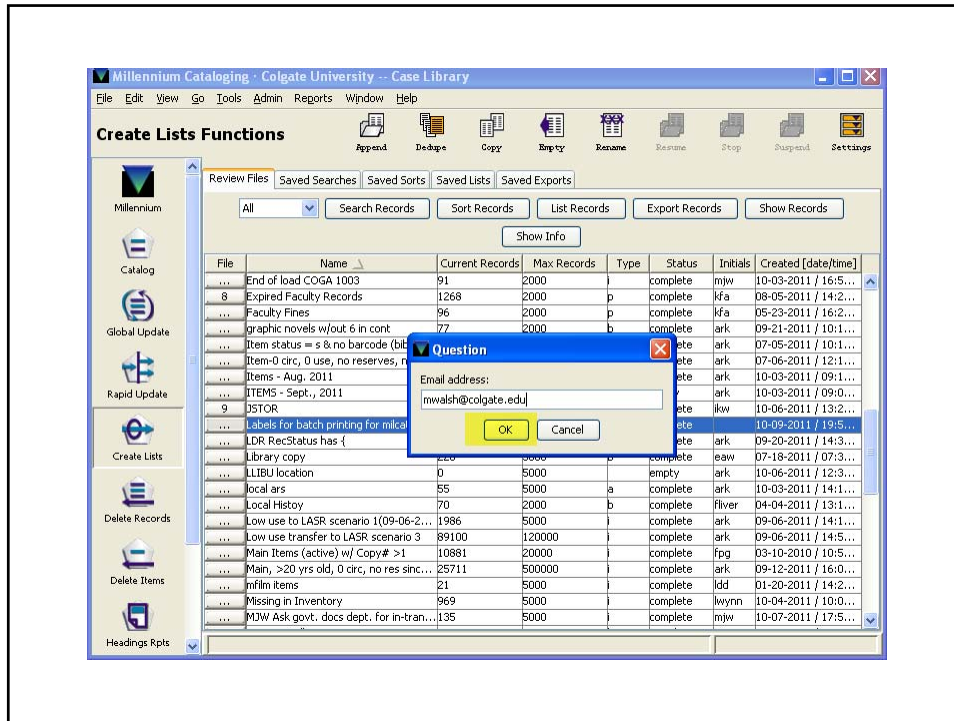 Millennium Cataloging · Colgate University -- Case Library
File Edit View Go Tools Admin Reports Window Help
Create Lists Functions
Append Dedupe Copy Empty Rename Resume Stop Suspend Settings
Millennium
Catalog
Global Update
Rapid Update
Create Lists
Delete Records
Delete Items
Headings Rpts
Review Files Saved Searches Saved Sorts Saved Lists Saved Exports
All Search Records Sort Records List Records Export Records Show Records
Show Info
File Name Current Records Max Records Type Status Initials Created [date/time]
... End of load COGA 1003 91 2000 i complete mjw 10-03-2011 / 16:5...
8 Expired Faculty Records 1268 2000 p complete kfa 08-05-2011 / 14:2...
... Faculty Fines 96 2000 p complete kfa 05-23-2011 / 16:2...
... graphic novels w/out 6 in cont 77 2000 b complete ark 09-21-2011 / 10:1...
... Item status = s & no barcode (bib ete ark 07-05-2011 / 10:1...
... Item-0 circ, 0 use, no reserves, n ete ark 07-06-2011 / 12:1...
... Items - Aug. 2011 ete ark 10-03-2011 / 09:1...
... ITEMS - Sept., 2011 ark 10-03-2011 / 09:0...
9 JSTOR ete ikw 10-06-2011 / 13:2...
... Labels for batch printing for milca ete 10-09-2011 / 19:5...
... LDR RecStatus has { ete ark 09-20-2011 / 14:3...
... Library copy 5000 b complete eaw 07-18-2011 / 07:3...
... LLIBU location 0 5000 empty ark 10-06-2011 / 12:3...
... local ars 55 5000 a complete ark 10-03-2011 / 14:1...
... Local Histoy 70 2000 b complete fliver 04-04-2011 / 13:1...
... Low use to LASR scenario 1(09-06-2... 1986 5000 i complete ark 09-06-2011 / 14:1...
... Low use transfer to LASR scenario 3 89100 120000 i complete ark 09-06-2011 / 14:5...
... Main Items (active) w/ Copy# >1 10881 20000 i complete fpg 03-10-2010 / 10:5...
... Main, >20 yrs old, 0 circ, no res sinc... 25711 500000 i complete ark 09-12-2011 / 16:0...
... mfilm items 21 5000 i complete ldd 01-20-2011 / 14:2...
... Missing in Inventory 969 5000 i complete lwynn 10-04-2011 / 10:0...
... MJW Ask govt. docs dept. for in-tran... 135 5000 i complete mjw 10-07-2011 / 17:5...
Question
Email address:
mwalsh@colgate.edu
OK Cancel